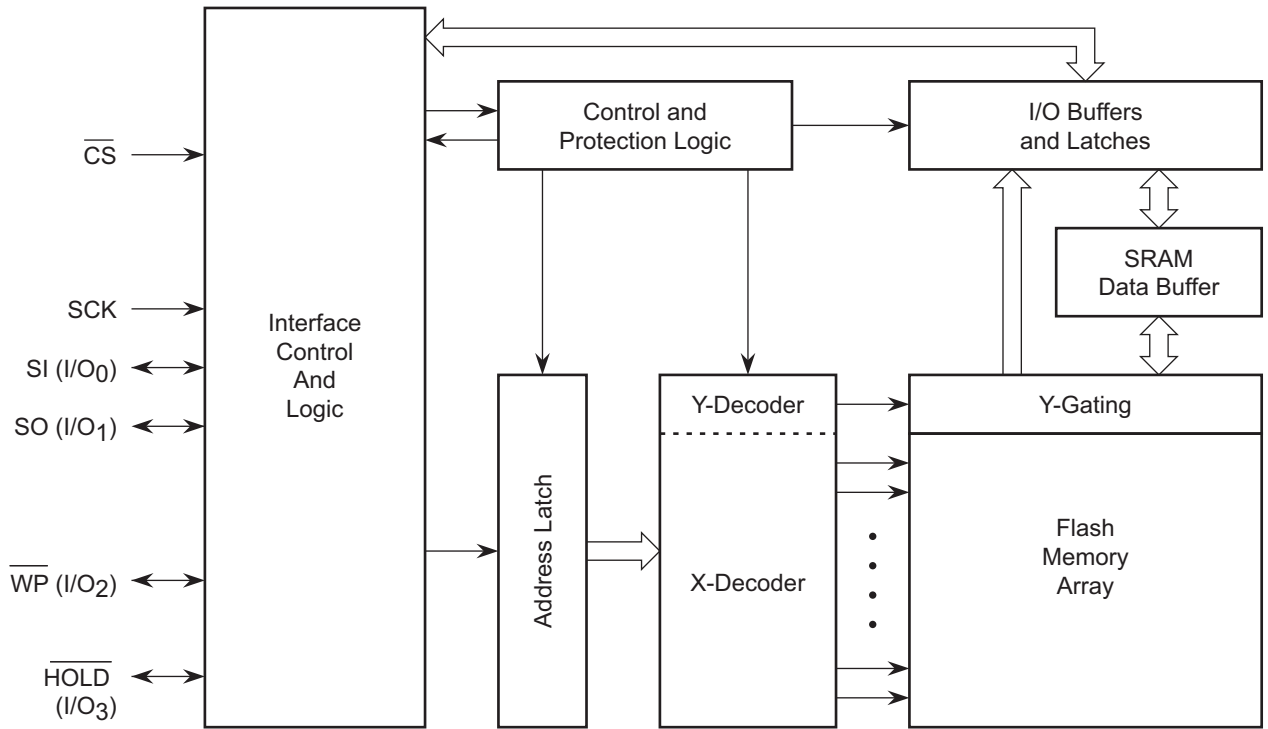 Control and
Protection Logic
I/O Buffers
and Latches
CS
SRAM
Data Buffer
SCK
Interface
Control
And
Logic
SI (I/O0)
SO (I/O1)
Y-Decoder
Y-Gating
Address Latch
Flash
Memory
Array
WP (I/O2)
X-Decoder
HOLD
(I/O3)